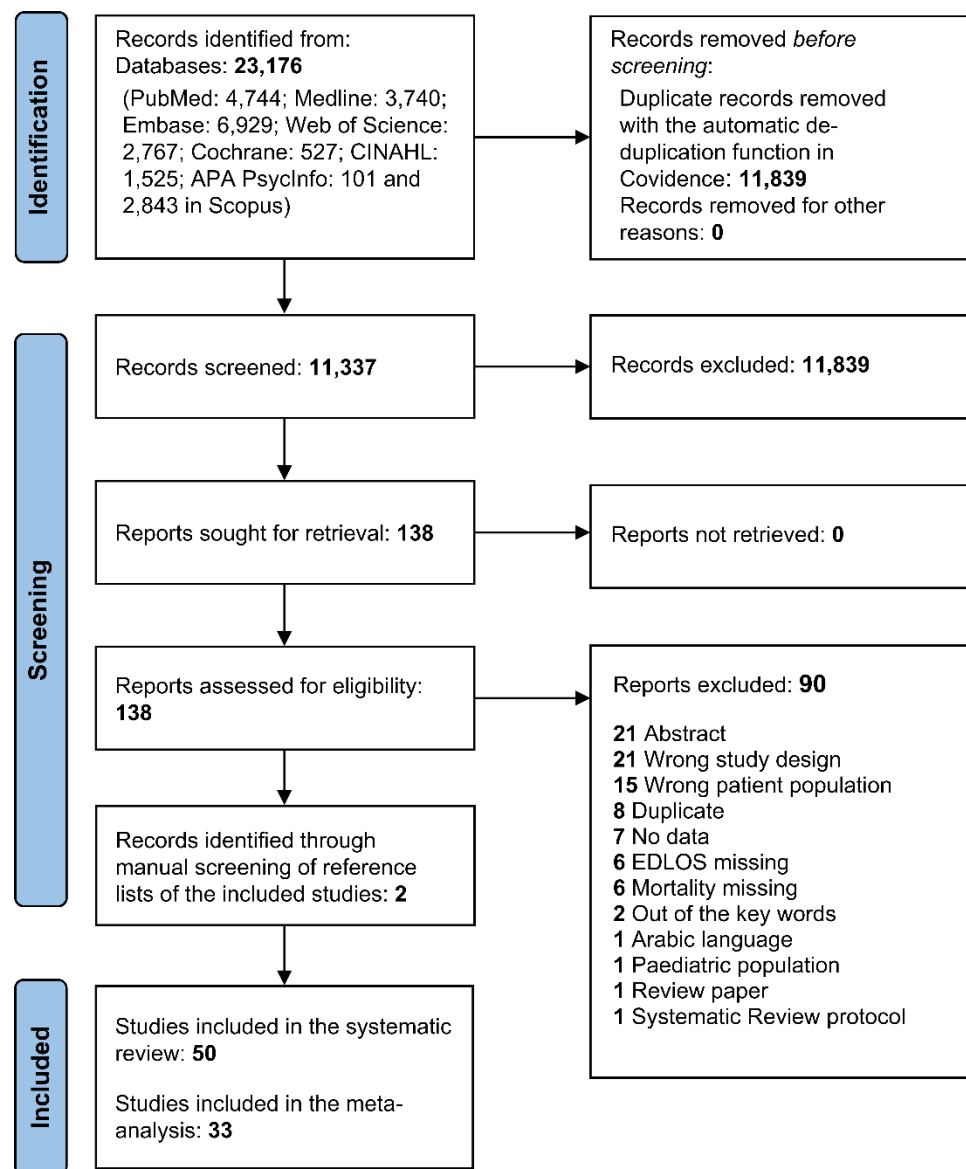 Identification
Records identified from:
Databases: 23,176
(PubMed: 4,744; Medline: 3,740;
Embase: 6,929; Web of Science:
2,767; Cochrane: 527; CINAHL:
1,525; APA PsycInfo: 101 and
2,843 in Scopus)
Records removed before
screening:
Duplicate records removed
with the automatic de-
duplication function in
Covidence: 11,839
Records removed for other
reasons: 0
Screening
Records screened: 11,337
Records excluded: 11,839
Reports sought for retrieval: 138
Reports not retrieved: 0
Reports assessed for eligibility:
138
Reports excluded: 90
21 Abstract
21 Wrong study design
15 Wrong patient population
8 Duplicate
7 No data
6 EDLOS missing
6 Mortality missing
2 Out of the key words
1 Arabic language
1 Paediatric population
1 Review paper
1 Systematic Review protocol
Records identified through
manual screening of reference
lists of the included studies: 2
Included
Studies included in the systematic
review: 50
Studies included in the meta-
analysis: 33